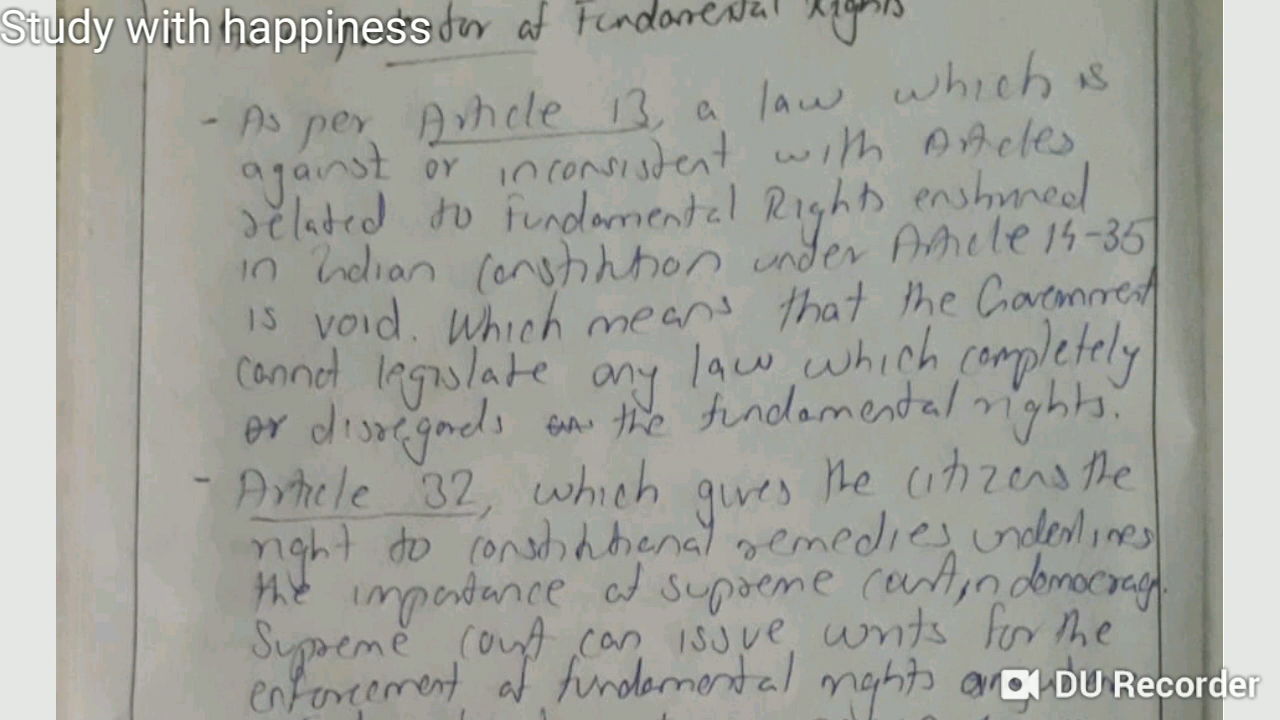 Study with happiness
of Fundamental Rights
- As per Article 13, a law which is
against or inconsistent with Articles
related to Fundamental Rights enshrined
in Indian Constitution under Article 14-35
is void. Which means that the Government
cannot legislate any law which completely
or disregards the fundamental rights.
- Article 32, which gives the citizens the
right to constitutional remedies underlines
the importance of supreme court in democracy.
Supreme court can issue writs for the
enforcement of fundamental rights
DU Recorder